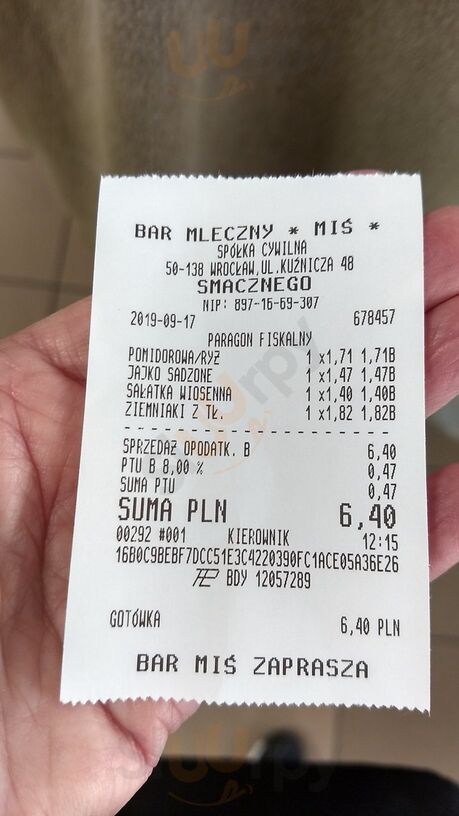 BAR MLECZNY * MIŚ *
SPÓŁKA CYWILNA
50-138 WROCŁAW,UL.KUŹNICZA 48
SMACZNEGO
NIP: 897-16-69-307
2019-09-17 678457
PARAGON FISKALNY
POMIDOROWA/RYŻ 1 x1,71 1,71B
JAJKO SADZONE 1 x1,47 1,47B
SAŁATKA WIOSENNA 1 x1,40 1,40B
ZIEMNIAKI Z TŁ. 1 x1,82 1,82B
SPRZEDAŻ OPODATK. B 6,40
PTU B 8,00 % 0,47
SUMA PTU 0,47
SUMA PLN 6,40
00292 #001 KIEROWNIK 12:15
16B0C9BEBF7DCC51E3C4220390FC1ACE05A36E26
BDY 12057289
GOTÓWKA 6,40 PLN
BAR MIŚ ZAPRASZA